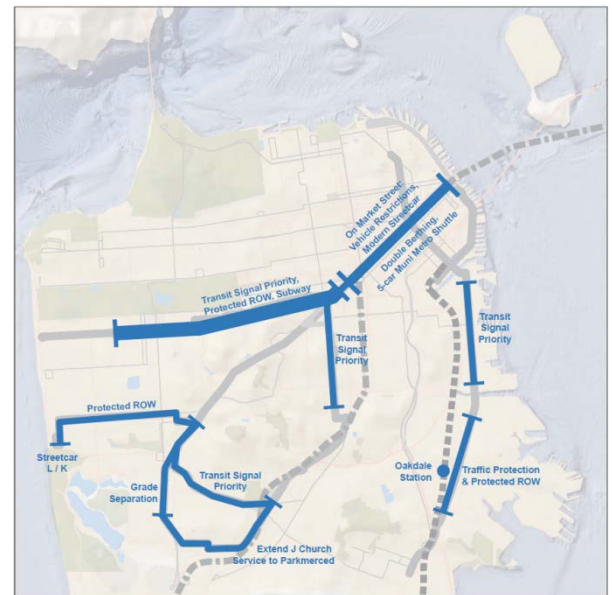 On Market Street:
Vehicle Restrictions,
Modern Streetcar
Double Berthing,
5-car Muni Metro Shuttle
Transit Signal Priority,
Protected ROW, Subway
Transit
Signal
Priority
Transit
Signal
Priority
Protected ROW
Streetcar
L / K
Grade
Separation
Transit Signal
Priority
Oakdale
Station
Traffic Protection
& Protected ROW
Extend J Church
Service to Parkmerced